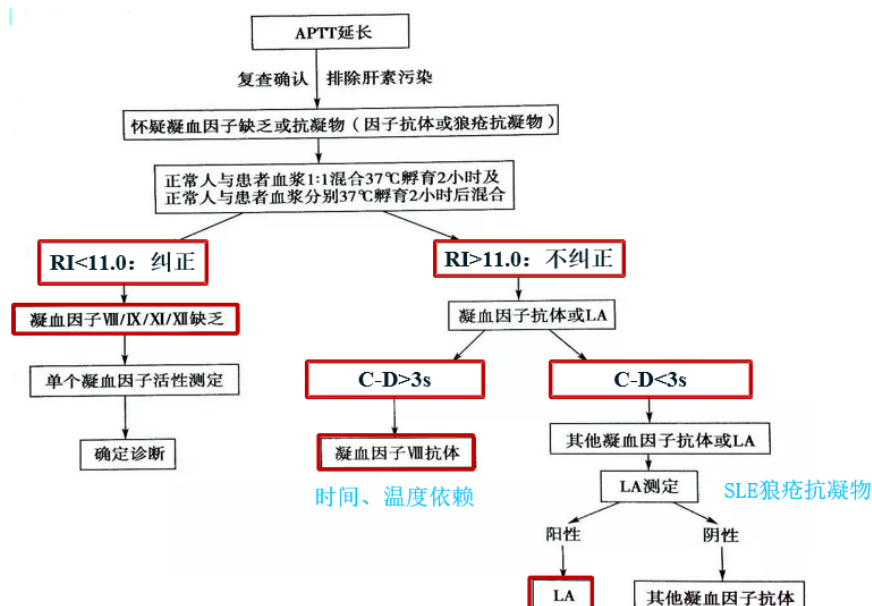 APTT延长
复查确认 排除肝素污染
怀疑凝血因子缺乏或抗凝物（因子抗体或狼疮抗凝物）
正常人与患者血浆1:1混合37℃孵育2小时及
正常人与患者血浆分别37℃孵育2小时后混合
RI<11.0：纠正
RI>11.0：不纠正
凝血因子Ⅷ/Ⅸ/Ⅺ/Ⅻ缺乏
凝血因子抗体或LA
单个凝血因子活性测定
C-D>3s
C-D<3s
确定诊断
凝血因子Ⅷ抗体
其他凝血因子抗体或LA
时间、温度依赖
LA测定
SLE狼疮抗凝物
阳性
阴性
LA
其他凝血因子抗体